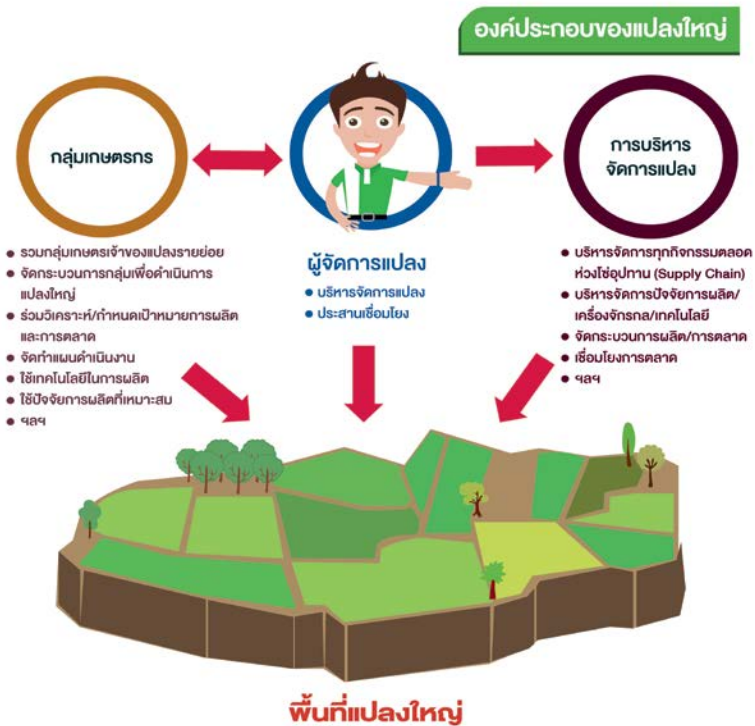 องค์ประกอบของแปลงใหญ่
กลุ่มเกษตรกร
การบริหาร
จัดการแปลง
• รวมกลุ่มเกษตรเจ้าของแปลงรายย่อย
• จัดกระบวนการกลุ่มเพื่อดำเนินการ
แปลงใหญ่
• ร่วมวิเคราะห์/กำหนดเป้าหมายการผลิต
และการตลาด
• จัดทำแผนดำเนินงาน
• ใช้เทคโนโลยีในการผลิต
• ใช้ปัจจัยการผลิตที่เหมาะสม
• ฯลฯ
ผู้จัดการแปลง
• บริหารจัดการแปลง
• ประสานเชื่อมโยง
• บริหารจัดการทุกกิจกรรมตลอด
ห่วงโซ่อุปทาน (Supply Chain)
• บริหารจัดการปัจจัยการผลิต/
เครื่องจักรกล/เทคโนโลยี
• จัดกระบวนการผลิต/การตลาด
• เชื่อมโยงการตลาด
• ฯลฯ
พื้นที่แปลงใหญ่